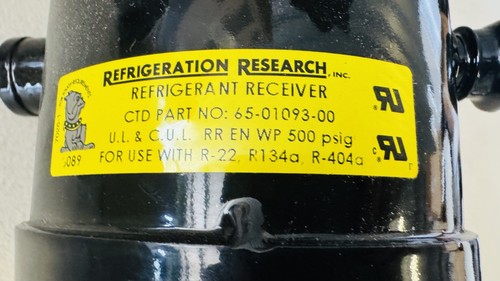 REFRIGERATION RESEARCH, INC.
REFRIGERANT RECEIVER
CTD PART NO: 65-01093-00
U.L. & C.U.L. RR EN WP 500 psig
FOR USE WITH R-22, R134a, R-404a